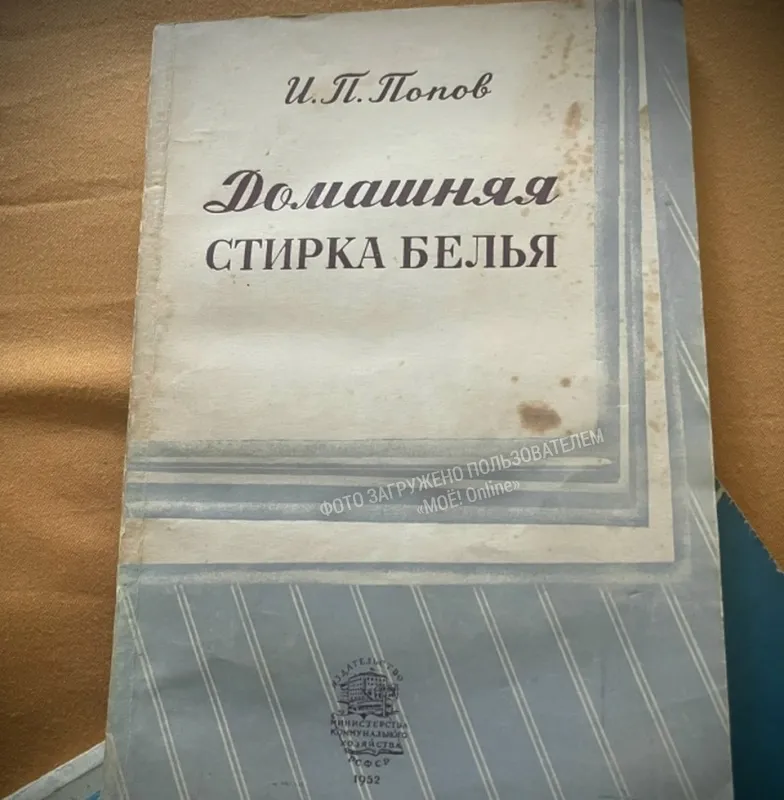 И. П. Попов
Домашняя
СТИРКА БЕЛЬЯ
ФОТО ЗАГРУЖЕНО ПОЛЬЗОВАТЕЛЕМ
«МОЁ! Online»
ИЗДАТЕЛЬСТВО
МИНИСТЕРСТВА
КОММУНАЛЬНОГО
ХОЗЯЙСТВА
РСФСР
1952